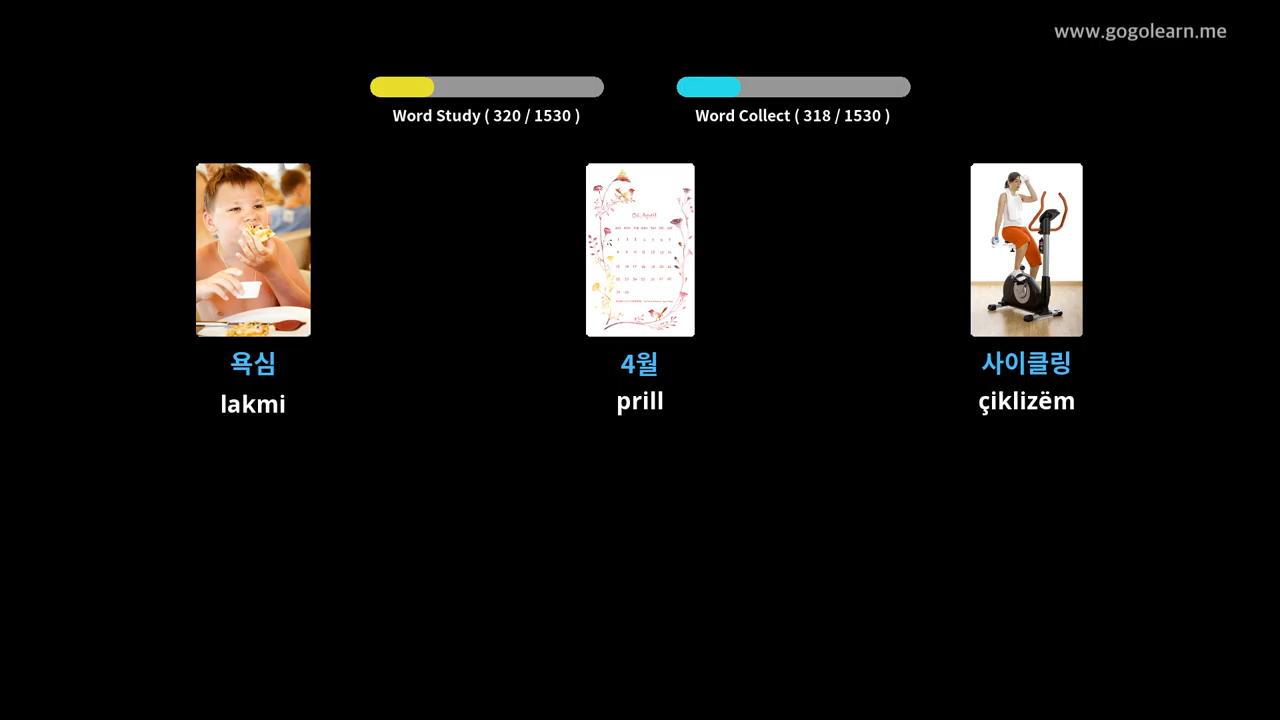 www.gogolearn.me
Word Study ( 320 / 1530 )
Word Collect ( 318 / 1530 )
욕심
4월
사이클링
lakmi
prill
çiklizëm